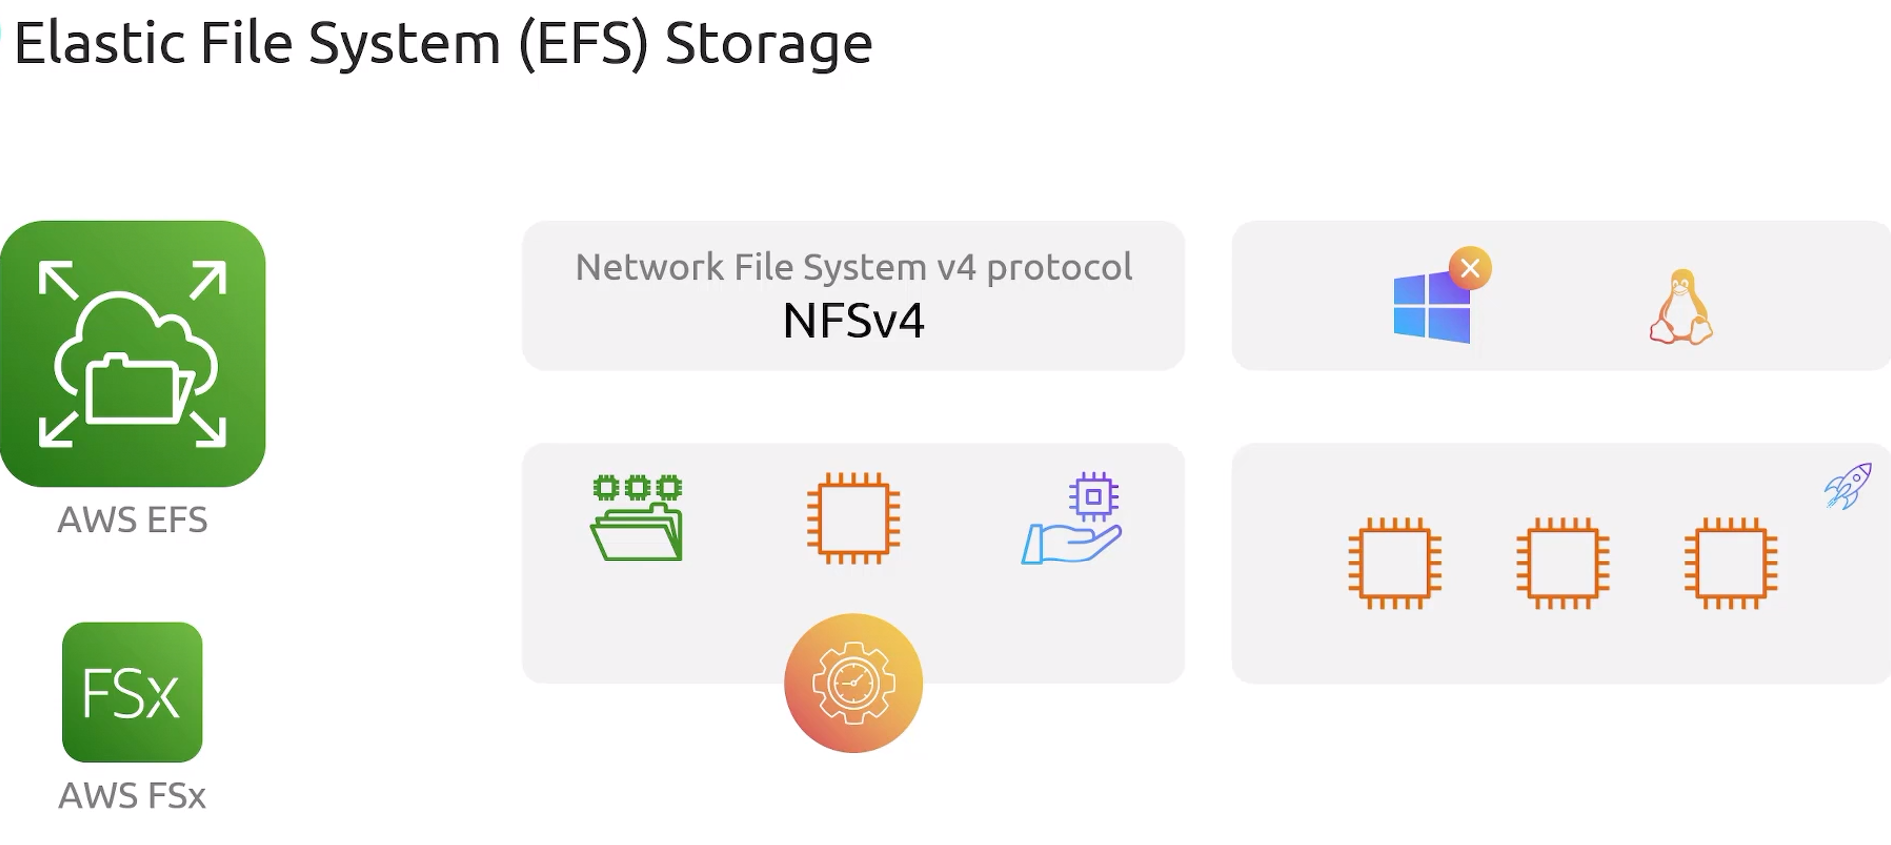 Elastic File System (EFS) Storage
Network File System v4 protocol
NFSv4
AWS EFS
FSx
AWS FSx